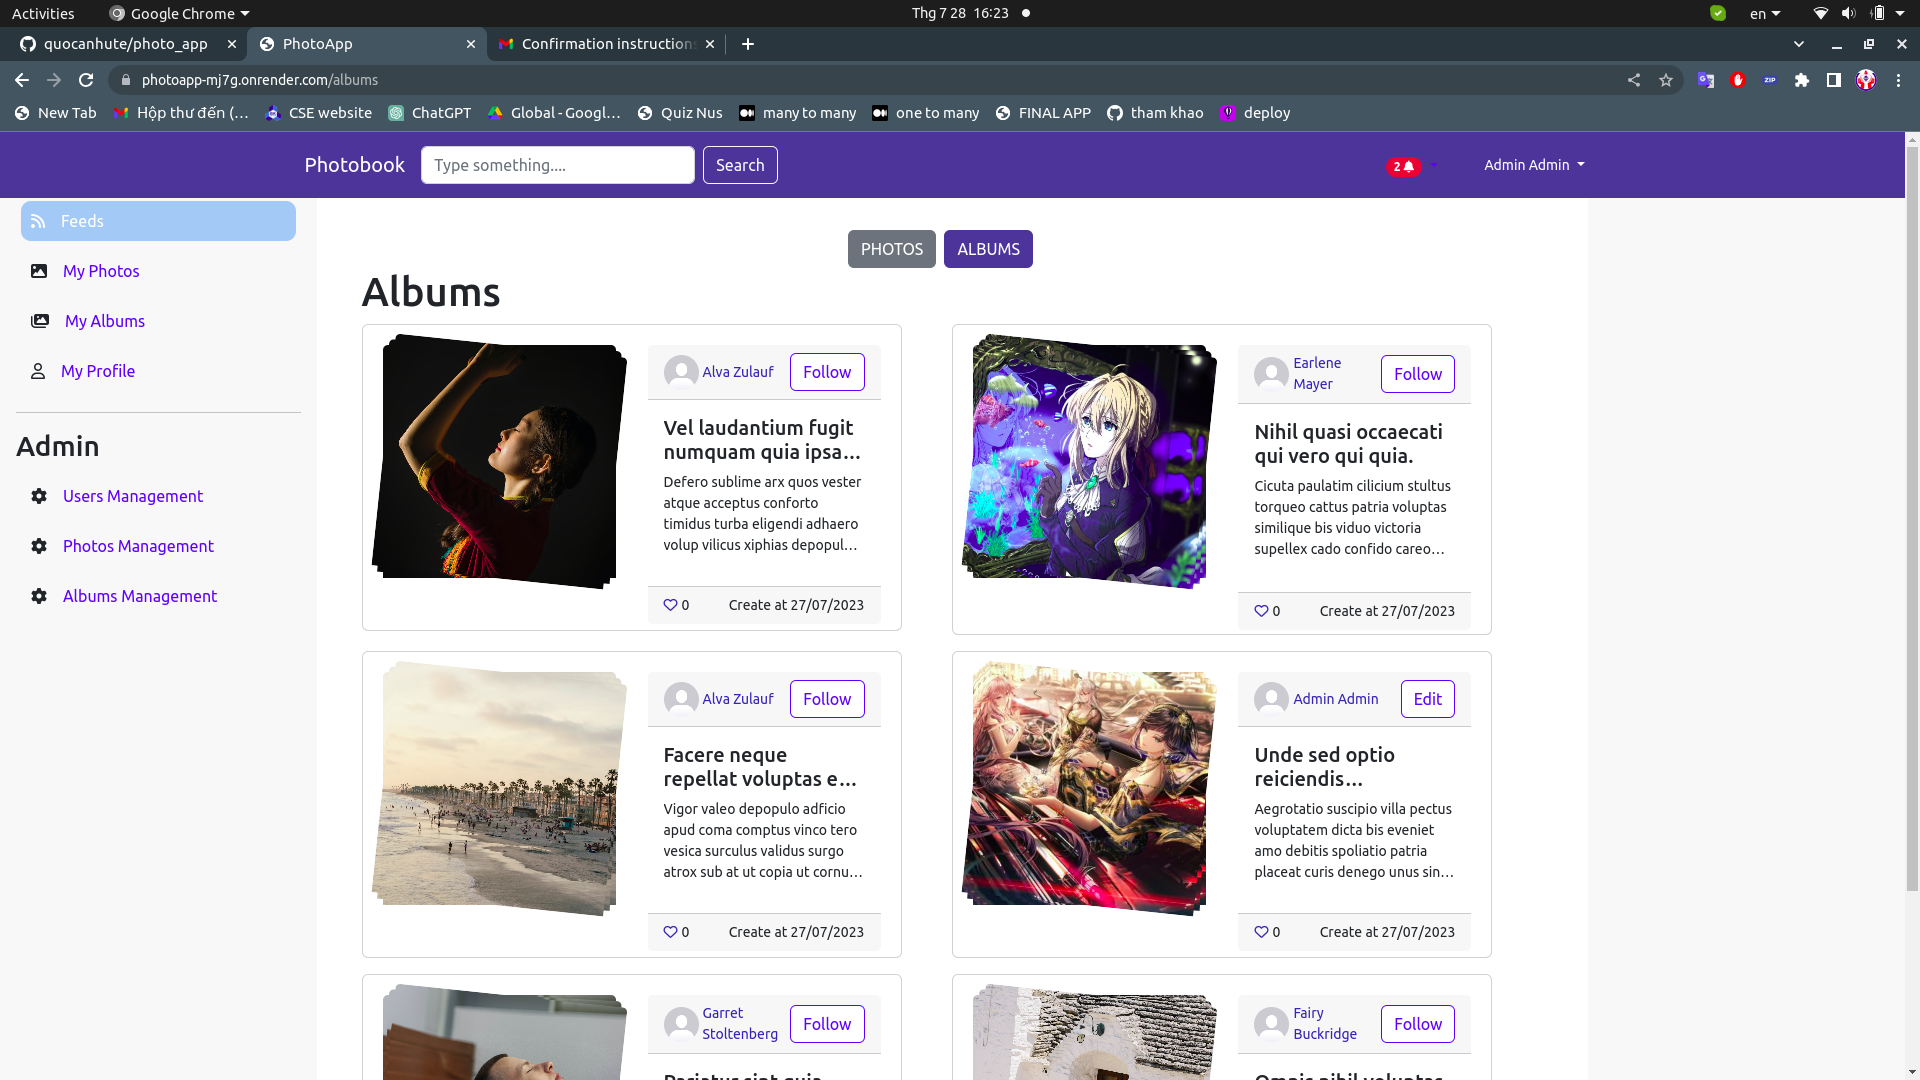 Activities
Google Chrome
Thg 7 28 16:23
en
quocanhute/photo_app
PhotoApp
Confirmation instructions
photoapp-mj7g.onrender.com/albums
New Tab
Hộp thư đến (…
CSE website
ChatGPT
Global - Googl…
Quiz Nus
many to many
one to many
FINAL APP
tham khao
deploy
Photobook
Type something....
Search
2
Admin Admin
Feeds
My Photos
My Albums
My Profile
Admin
Users Management
Photos Management
Albums Management
PHOTOS
ALBUMS
Albums
Alva Zulauf
Follow
Vel laudantium fugit
numquam quia ipsa…
Defero sublime arx quos vester
atque acceptus conforto
timidus turba eligendi adhaero
volup vilicus xiphias depopul…
0
Create at 27/07/2023
Earlene
Mayer
Follow
Nihil quasi occaecati
qui vero qui quia.
Cicuta paulatim cilicium stultus
torqueo cattus patria voluptas
similique bis viduo victoria
supellex cado confido careo…
0
Create at 27/07/2023
Alva Zulauf
Follow
Facere neque
repellat voluptas e…
Vigor valeo depopulo adficio
apud coma comptus vinco tero
vesica surculus validus surgo
atrox sub at ut copia ut cornu…
0
Create at 27/07/2023
Admin Admin
Edit
Unde sed optio
reiciendis…
Aegrotatio suscipio villa pectus
voluptatem dicta bis eveniet
amo debitis spoliatio patria
placeat curis denego unus sin…
0
Create at 27/07/2023
Garret
Stoltenberg
Follow
Fairy
Buckridge
Follow